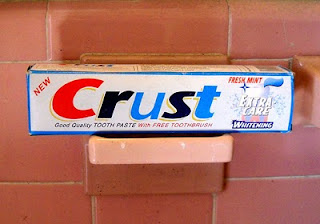 NEW
Crust
Good Quality TOOTH PASTE With FREE TOOTHBRUSH
FRESH MINT
EXTRA
CARE
WHITENING